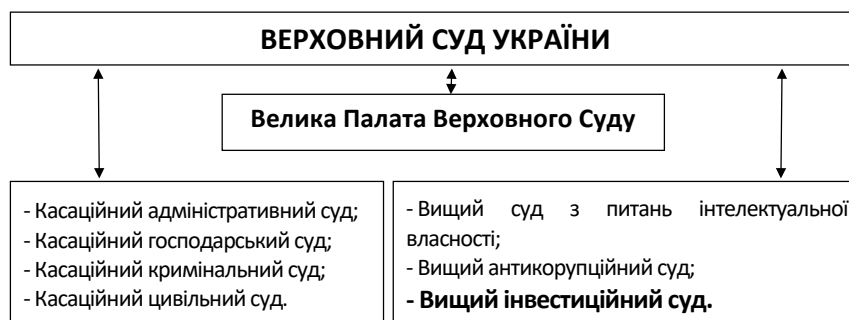 ВЕРХОВНИЙ СУД УКРАЇНИ
Велика Палата Верховного Суду
- Касаційний адміністративний суд;
- Касаційний господарський суд;
- Касаційний кримінальний суд;
- Касаційний цивільний суд.
- Вищий суд з питань інтелектуальної
власності;
- Вищий антикорупційний суд;
- Вищий інвестиційний суд.